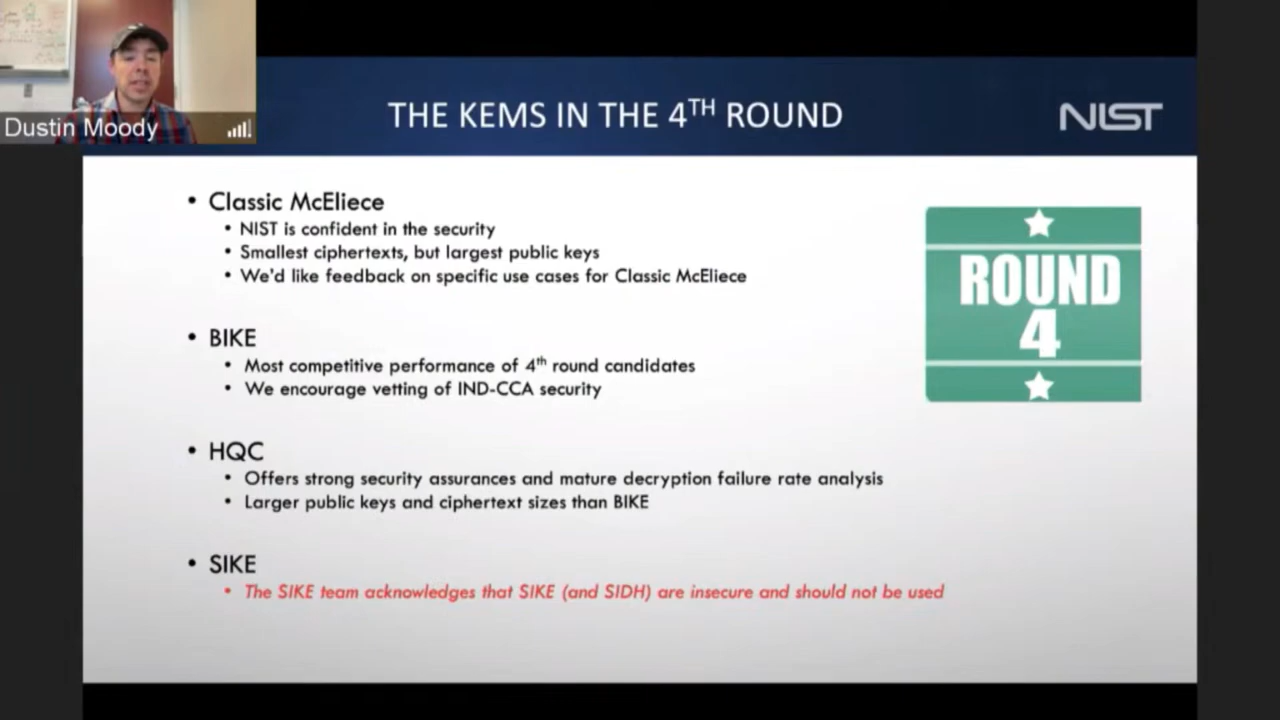 Dustin Moody
THE KEMS IN THE 4TH ROUND
NIST
• Classic McEliece
• NIST is confident in the security
• Smallest ciphertexts, but largest public keys
• We'd like feedback on specific use cases for Classic McEliece
• BIKE
• Most competitive performance of 4th round candidates
• We encourage vetting of IND-CCA security
• HQC
• Offers strong security assurances and mature decryption failure rate analysis
• Larger public keys and ciphertext sizes than BIKE
• SIKE
• The SIKE team acknowledges that SIKE (and SIDH) are insecure and should not be used
ROUND
4